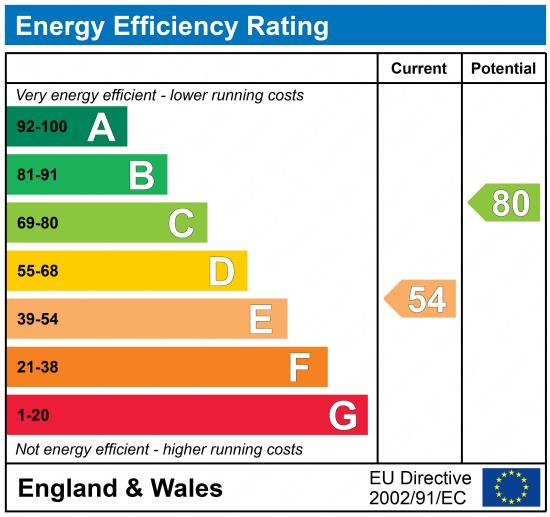 Energy Efficiency Rating
Current Potential
Very energy efficient - lower running costs
92-100 A
81-91 B
69-80 C
80
55-68 D
39-54 E
54
21-38 F
1-20 G
Not energy efficient - higher running costs
England & Wales
EU Directive
2002/91/EC